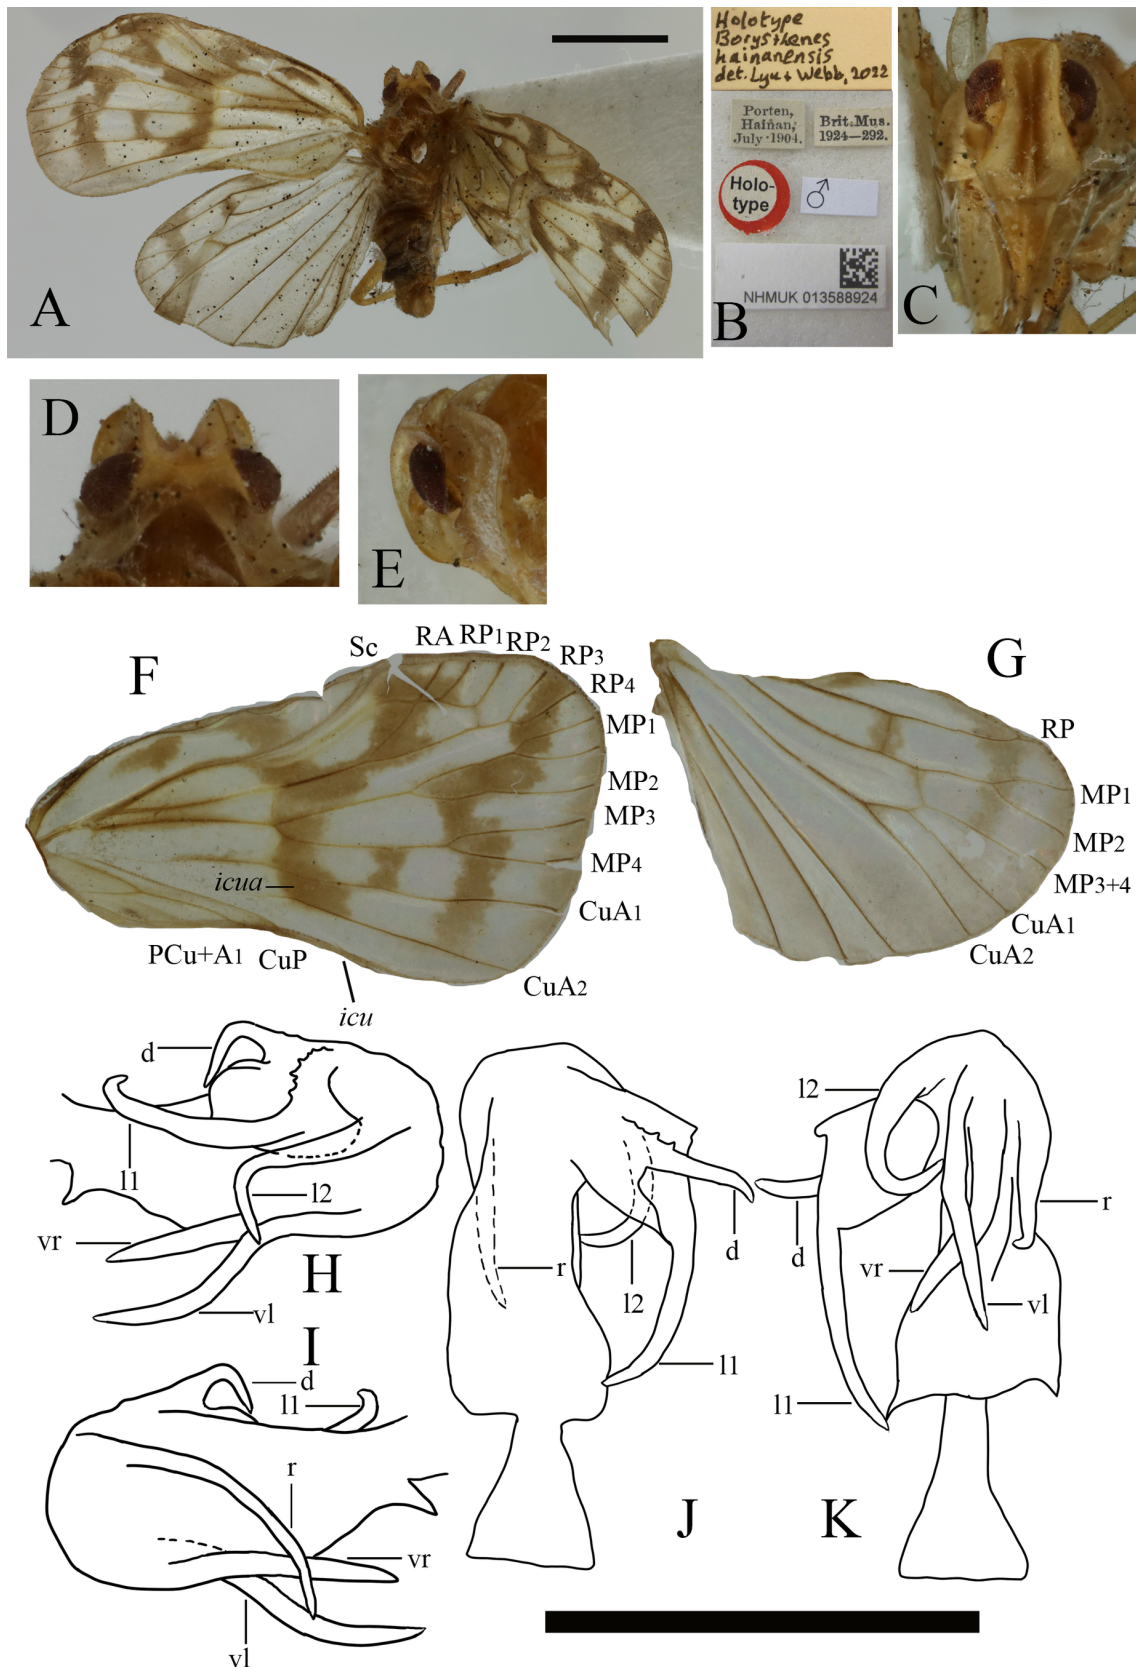 A
Holotype
Borysthenes
hainanensis
det. Lyu & Webb, 2022
Porten,
Hainan,
July 1904.
Brit. Mus.
1924—292.
Holo-
type
♂
NHMUK 013588924
B
C
D
E
F
Sc
RA
RP1
RP2
RP3
RP4
MP1
MP2
MP3
MP4
CuA1
CuA2
icua
PCu+A1
CuP
icu
G
RP
MP1
MP2
MP3+4
CuA1
CuA2
d
l1
l2
vr
vl
H
I
d
l1
r
vr
vl
r
l2
d
l1
J
l2
d
r
vr
vl
l1
K